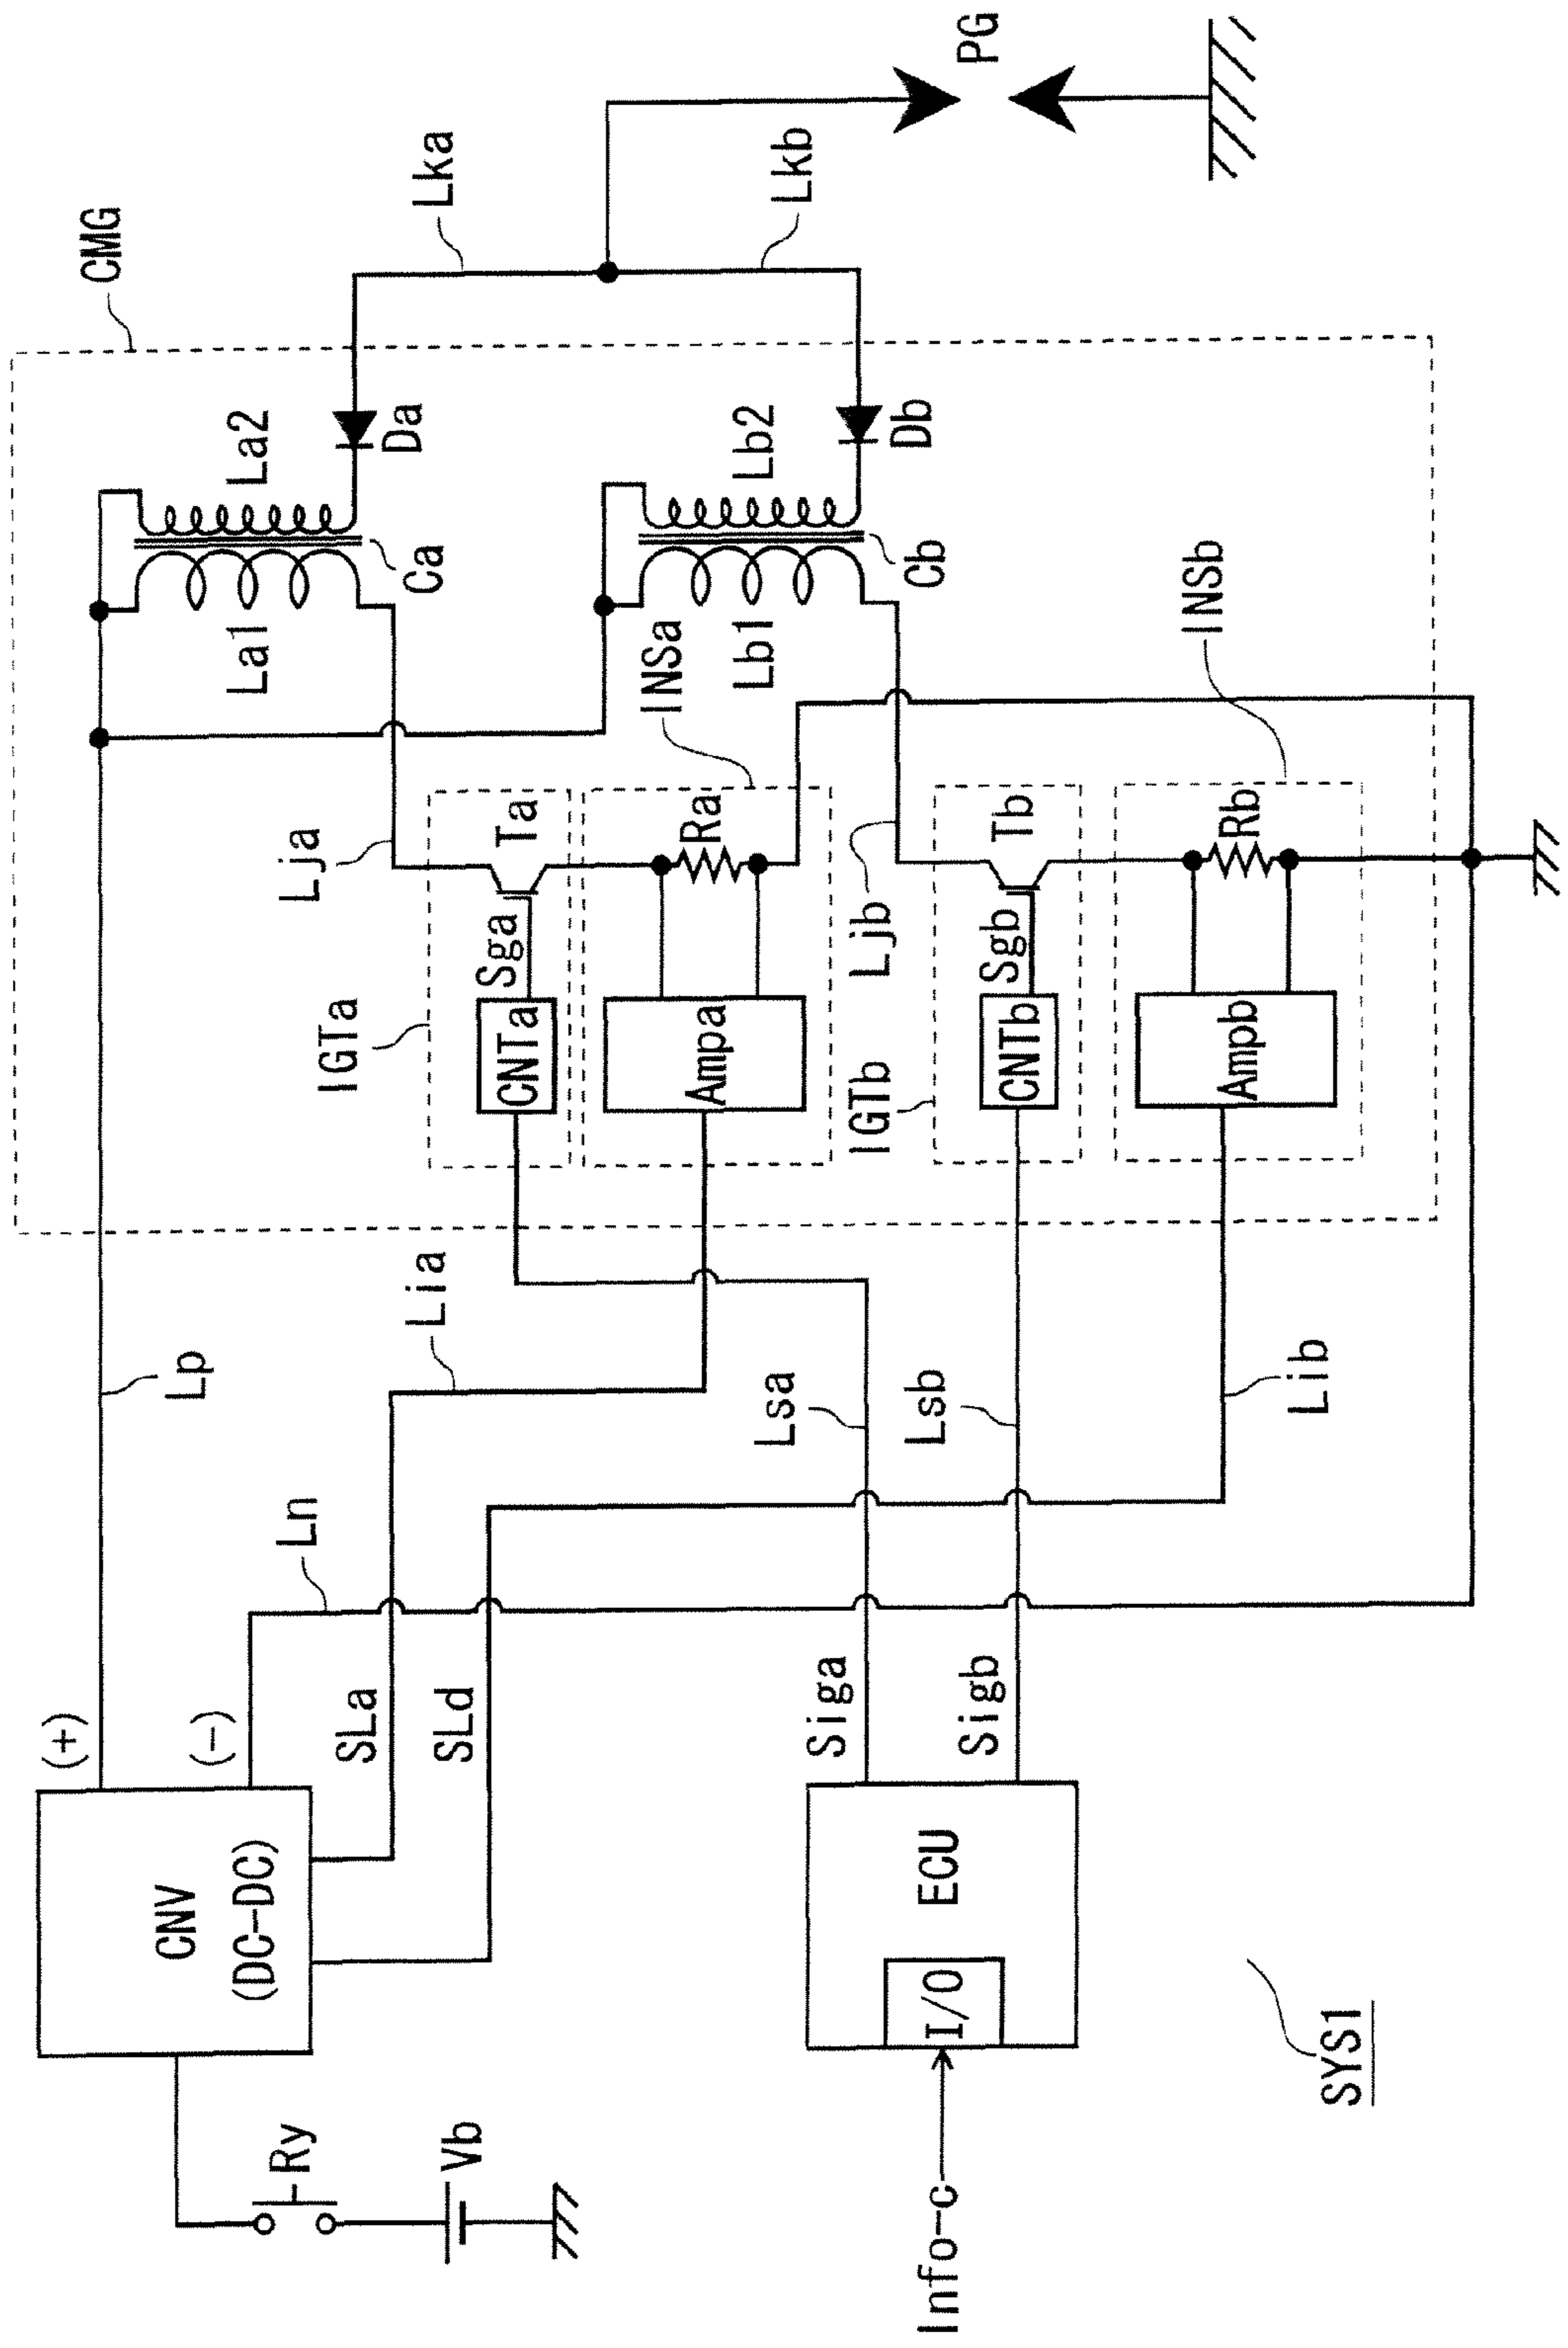 CMG
Lka
Lkb
PG
La2
Da
La1
Ca
Lb2
Db
Lb1
Cb
INSa
INSb
Lja
Ta
Ra
Ljb
Tb
Rb
Sga
Sgb
IGTa
CNTa
Ampa
IGTb
CNTb
Ampb
Lp
Lia
Lsa
Lsb
Lib
Ln
(+)
(-)
SLa
SLd
Siga
Sigb
CNV
(DC-DC)
ECU
I/O
Ry
Vb
Info-c
SYS1